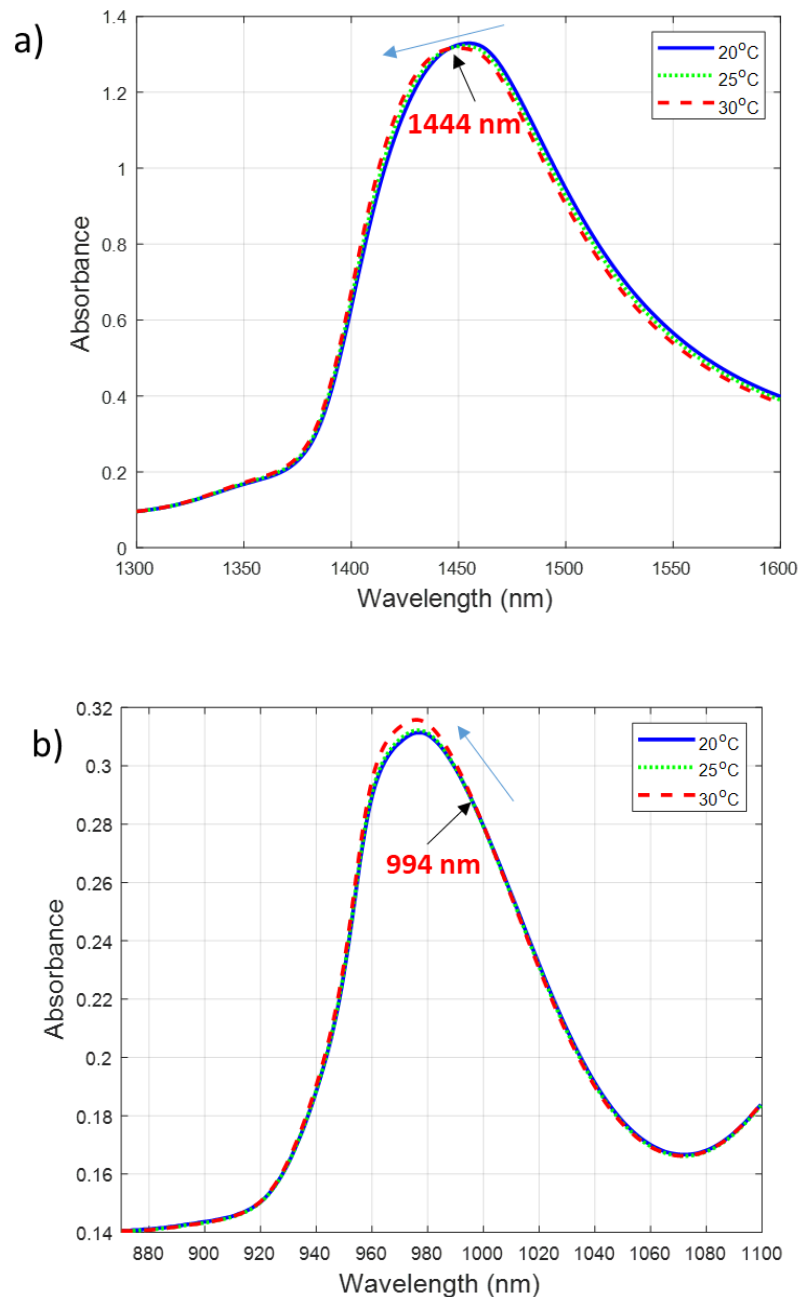 a)
1.4
1.2
1
0.8
0.6
0.4
0.2
0
Absorbance
20°C
25°C
30°C
1444 nm
1300 1350 1400 1450 1500 1550 1600
Wavelength (nm)
b)
0.32
0.3
0.28
0.26
0.24
0.22
0.2
0.18
0.16
0.14
Absorbance
20°C
25°C
30°C
994 nm
880 900 920 940 960 980 1000 1020 1040 1060 1080 1100
Wavelength (nm)